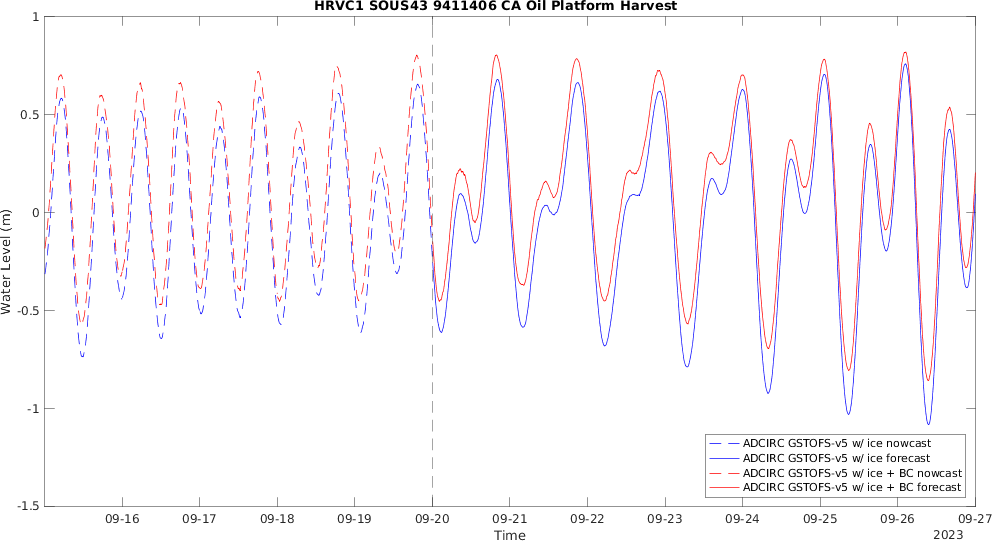 HRVC1 SOUS43 9411406 CA Oil Platform Harvest
1
0.5
0
-0.5
-1
-1.5
Water Level (m)
ADCIRC GSTOFS-v5 w/ ice nowcast
ADCIRC GSTOFS-v5 w/ ice forecast
ADCIRC GSTOFS-v5 w/ ice + BC nowcast
ADCIRC GSTOFS-v5 w/ ice + BC forecast
09-16 09-17 09-18 09-19 09-20 09-21 09-22 09-23 09-24 09-25 09-26 09-27
Time
2023